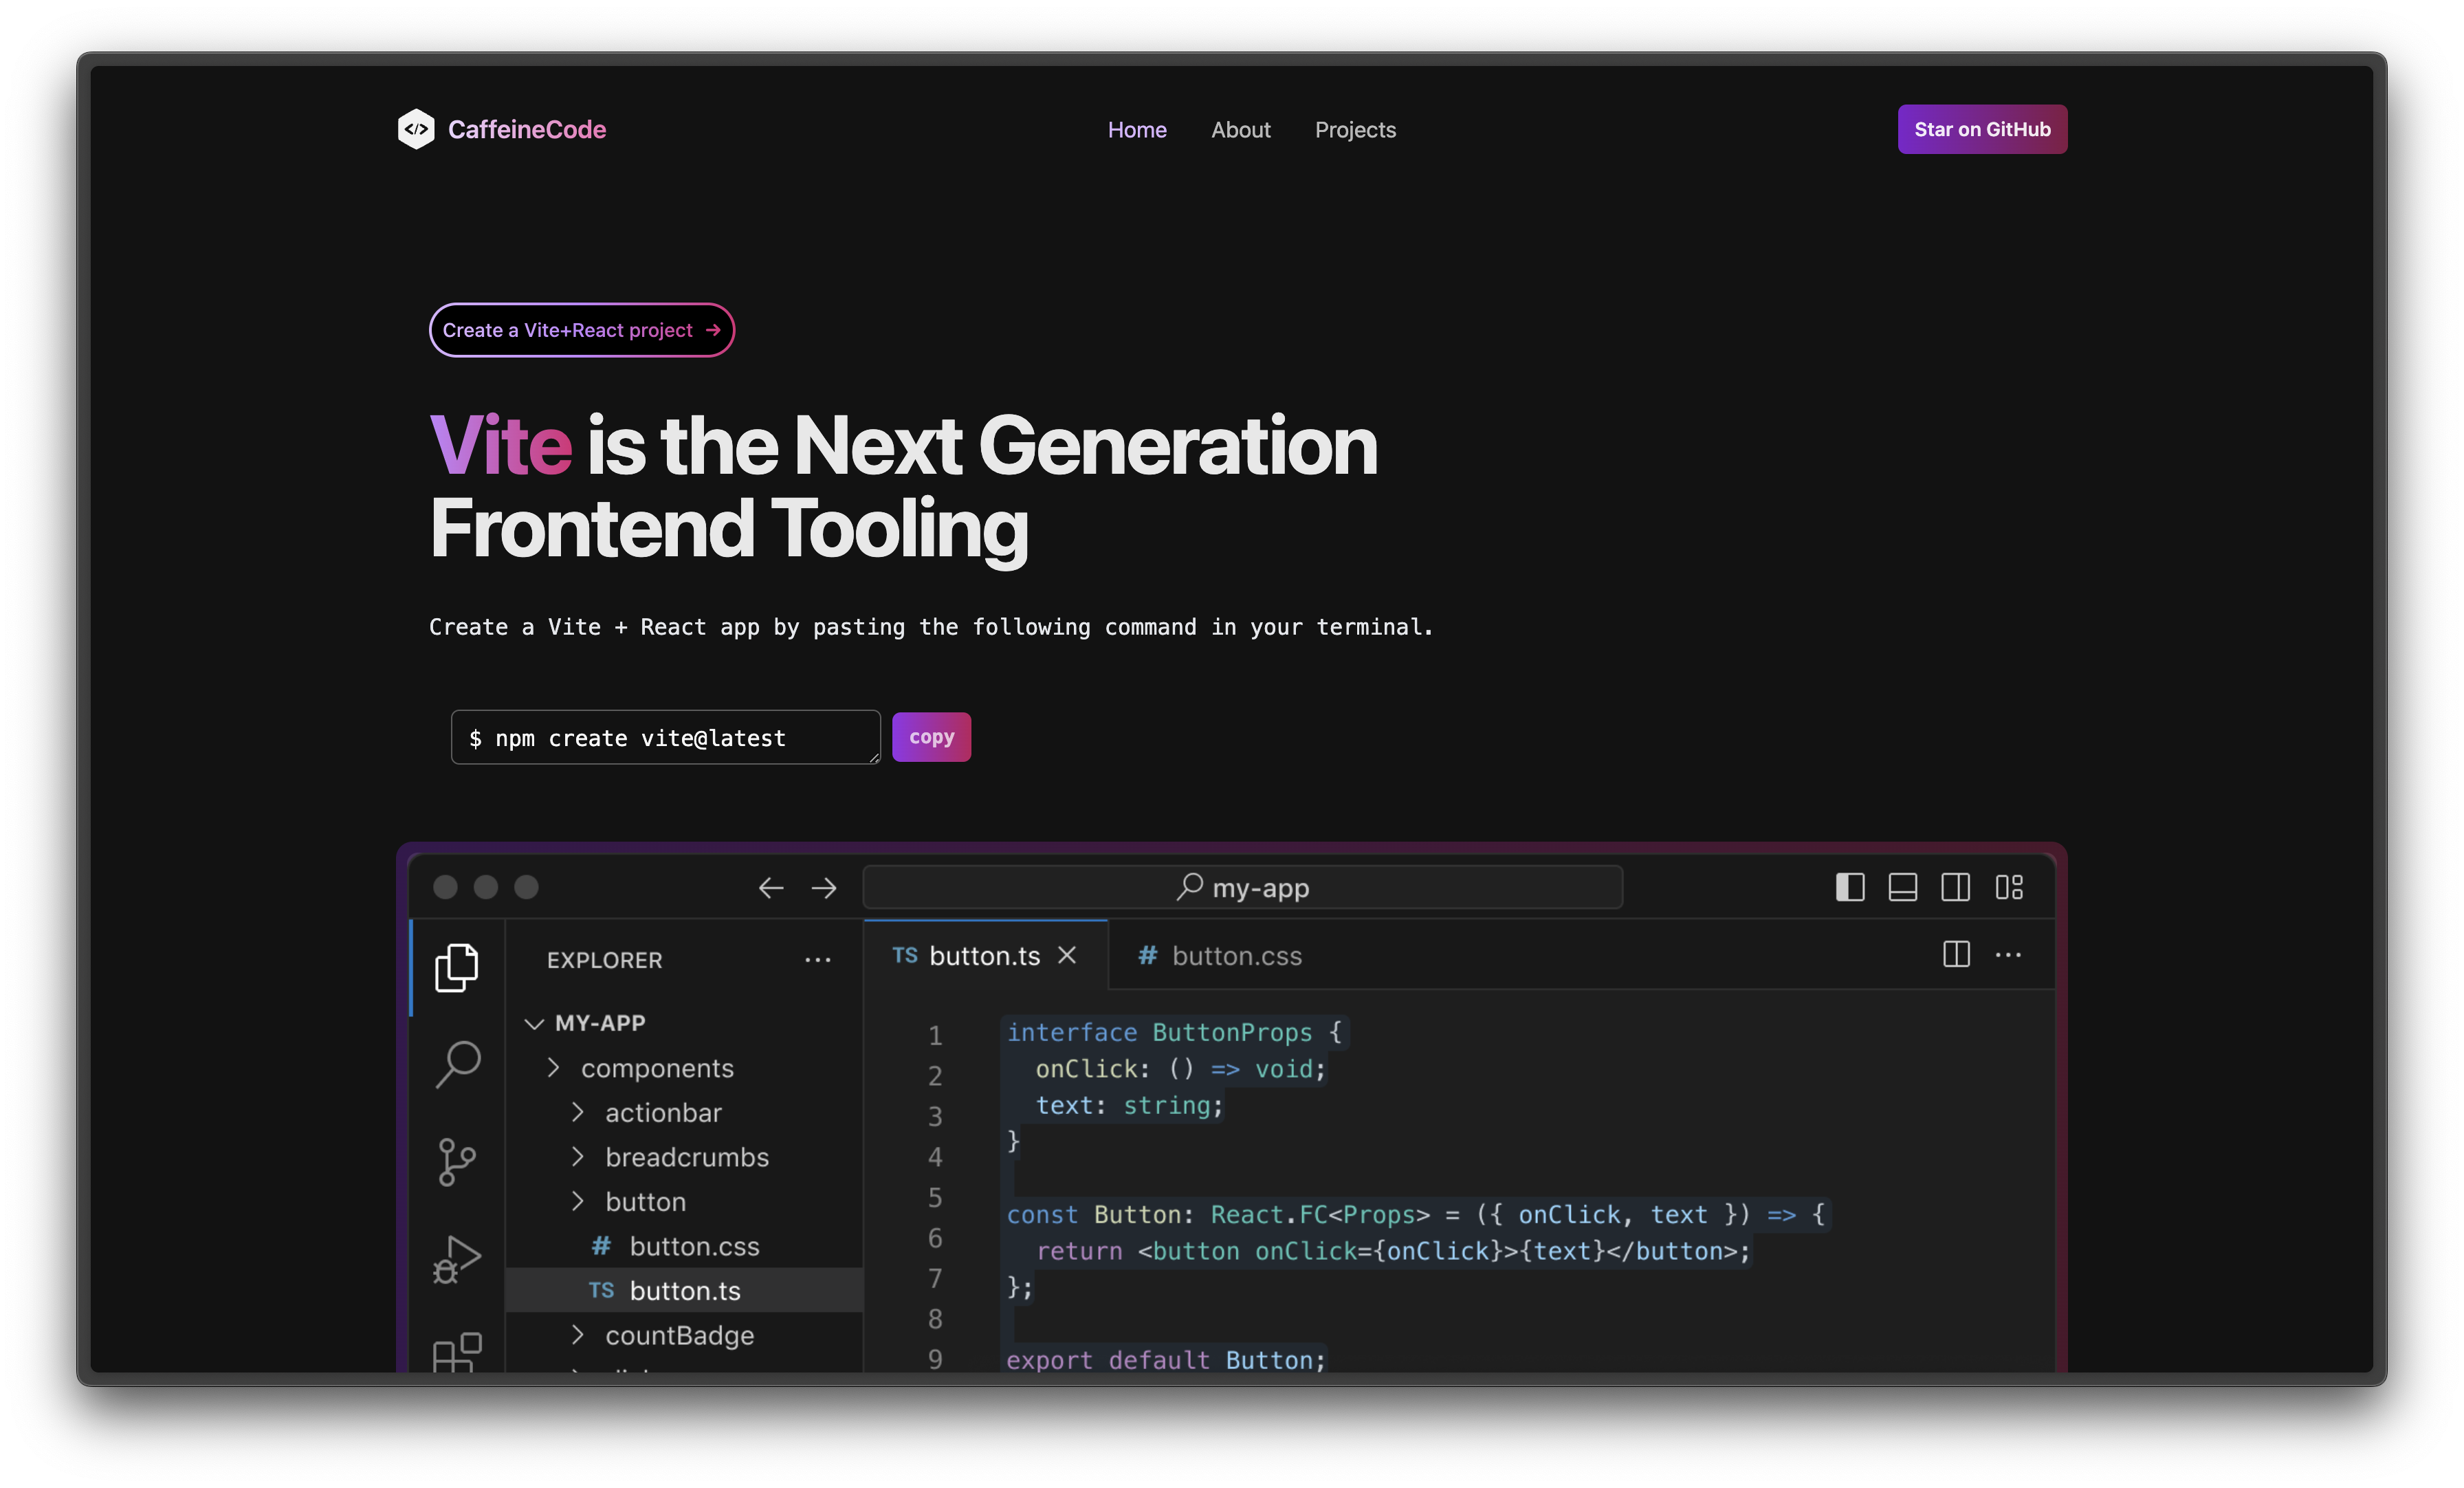 CaffeineCode
Home About Projects
Star on GitHub
Create a Vite+React project →
Vite is the Next Generation
Frontend Tooling
Create a Vite + React app by pasting the following command in your terminal.
$ npm create vite@latest
copy
my-app
EXPLORER ...
MY-APP
components
actionbar
breadcrumbs
button
# button.css
TS button.ts
countBadge
TS button.ts
# button.css
1 interface ButtonProps {
2 onClick: () => void;
3 text: string;
4 }
5
6 const Button: React.FC<Props> = ({ onClick, text }) => {
7 return <button onClick={onClick}>{text}</button>;
8 };
9
export default Button;